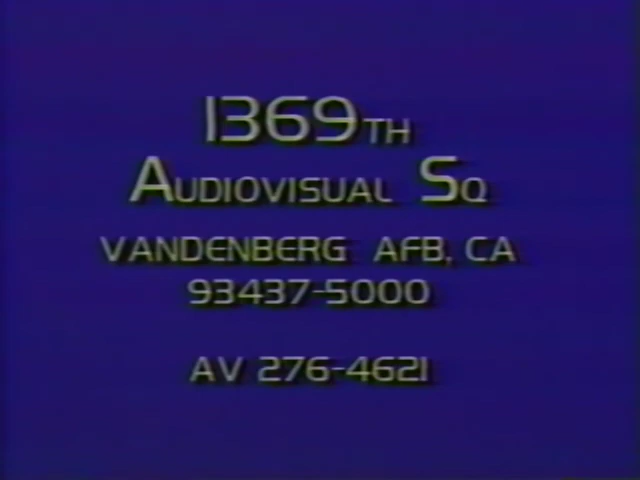 1369TH
AUDIOVISUAL SQ
VANDENBERG AFB, CA
93437-5000
AV 276-4621